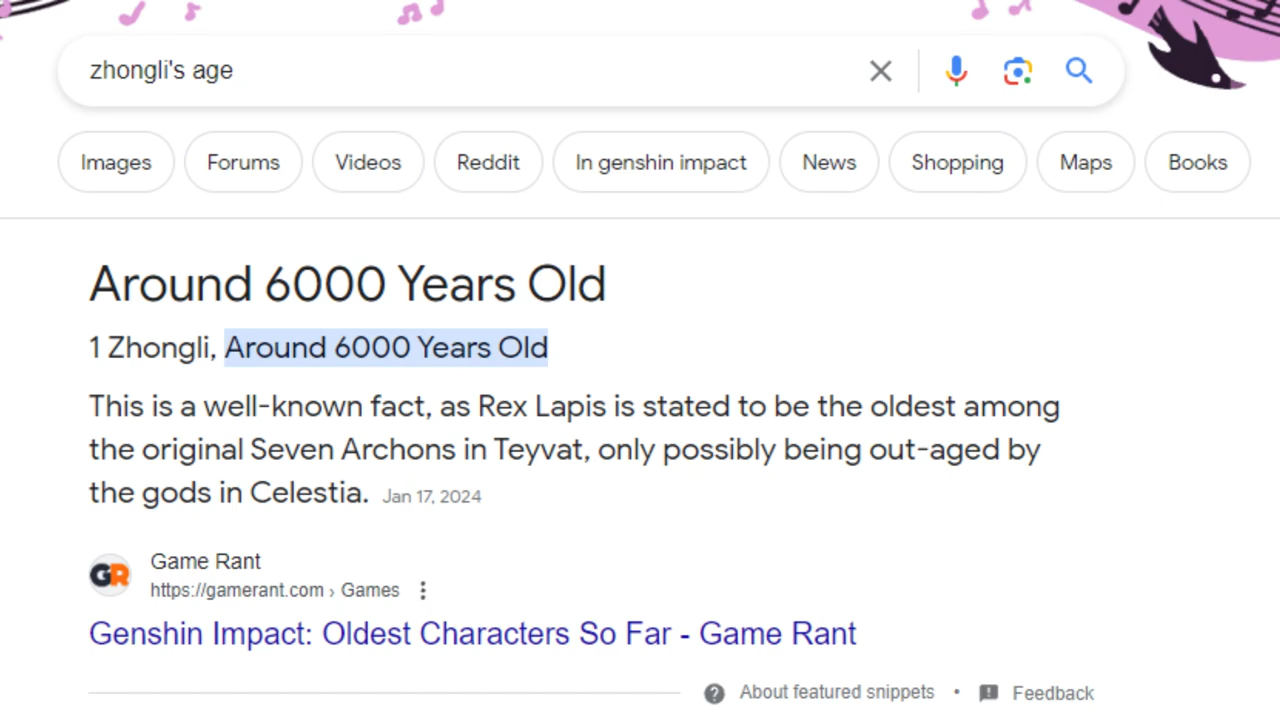 zhongli's age
Images Forums Videos Reddit In genshin impact News Shopping Maps Books
Around 6000 Years Old
1 Zhongli, Around 6000 Years Old
This is a well-known fact, as Rex Lapis is stated to be the oldest among
the original Seven Archons in Teyvat, only possibly being out-aged by
the gods in Celestia. Jan 17, 2024
GR
Game Rant
https://gamerant.com › Games
Genshin Impact: Oldest Characters So Far - Game Rant
About featured snippets • Feedback